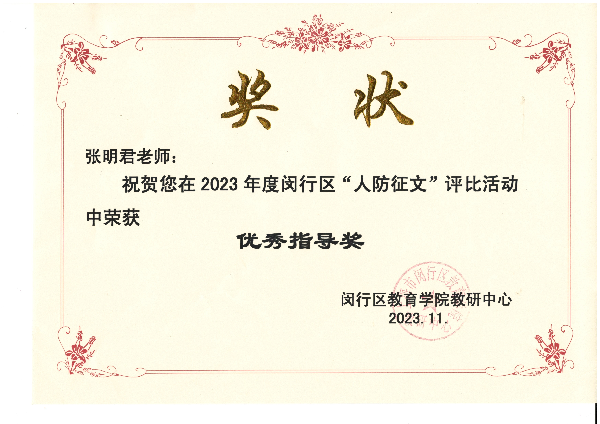 奖 状
张明君老师：
祝贺您在 2023 年度闵行区“人防征文”评比活动
中荣获
优秀指导奖
闵行区教育学院教研中心
2023.11.